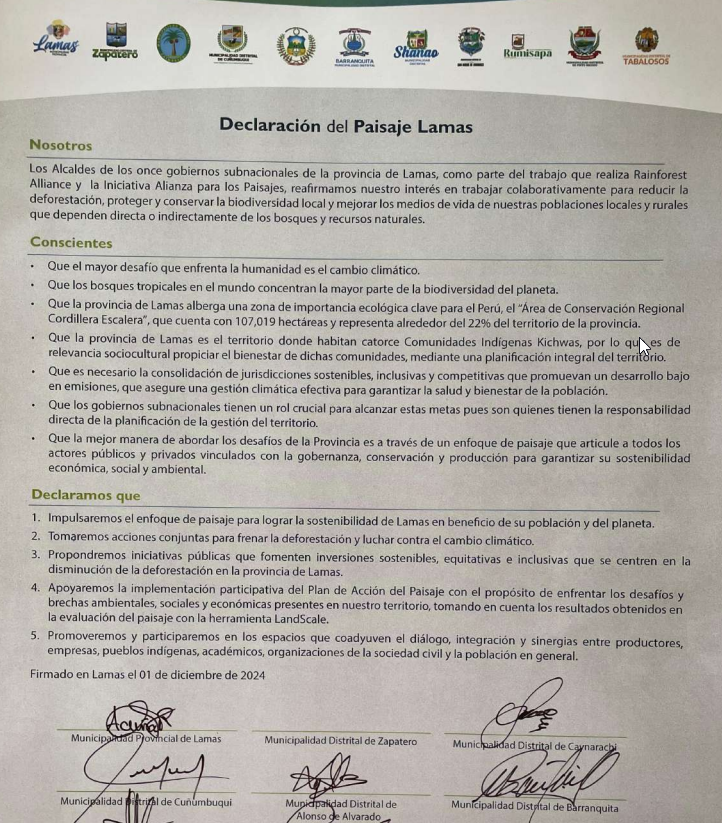 Lamas
Zapatero
MUNICIPALIDAD DISTRITAL
DE CUÑUMBUQUI
BARRANQUITA
MUNICIPALIDAD DISTRITAL
Shanao
Rumisapa
TABALOSOS
Declaración del Paisaje Lamas
Nosotros
Los Alcaldes de los once gobiernos subnacionales de la provincia de Lamas, como parte del trabajo que realiza Rainforest
Alliance y la Iniciativa Alianza para los Paisajes, reafirmamos nuestro interés en trabajar colaborativamente para reducir la
deforestación, proteger y conservar la biodiversidad local y mejorar los medios de vida de nuestras poblaciones locales y rurales
que dependen directa o indirectamente de los bosques y recursos naturales.
Conscientes
• Que el mayor desafío que enfrenta la humanidad es el cambio climático.
• Que los bosques tropicales en el mundo concentran la mayor parte de la biodiversidad del planeta.
• Que la provincia de Lamas alberga una zona de importancia ecológica clave para el Perú, el “Área de Conservación Regional
Cordillera Escalera”, que cuenta con 107,019 hectáreas y representa alrededor del 22% del territorio de la provincia.
• Que la provincia de Lamas es el territorio donde habitan catorce Comunidades Indígenas Kichwas, por lo que es de
relevancia sociocultural propiciar el bienestar de dichas comunidades, mediante una planificación integral del territorio.
• Que es necesario la consolidación de jurisdicciones sostenibles, inclusivas y competitivas que promuevan un desarrollo bajo
en emisiones, que asegure una gestión climática efectiva para garantizar la salud y bienestar de la población.
• Que los gobiernos subnacionales tienen un rol crucial para alcanzar estas metas pues son quienes tienen la responsabilidad
directa de la planificación de la gestión del territorio.
• Que la mejor manera de abordar los desafíos de la Provincia es a través de un enfoque de paisaje que articule a todos los
actores públicos y privados vinculados con la gobernanza, conservación y producción para garantizar su sostenibilidad
económica, social y ambiental.
Declaramos que
1. Impulsaremos el enfoque de paisaje para lograr la sostenibilidad de Lamas en beneficio de su población y del planeta.
2. Tomaremos acciones conjuntas para frenar la deforestación y luchar contra el cambio climático.
3. Propondremos iniciativas públicas que fomenten inversiones sostenibles, equitativas e inclusivas que se centren en la
disminución de la deforestación en la provincia de Lamas.
4. Apoyaremos la implementación participativa del Plan de Acción del Paisaje con el propósito de enfrentar los desafíos y
brechas ambientales, sociales y económicas presentes en nuestro territorio, tomando en cuenta los resultados obtenidos en
la evaluación del paisaje con la herramienta LandScale.
5. Promoveremos y participaremos en los espacios que coadyuven el diálogo, integración y sinergias entre productores,
empresas, pueblos indígenas, académicos, organizaciones de la sociedad civil y la población en general.
Firmado en Lamas el 01 de diciembre de 2024
Municipalidad Provincial de Lamas
Municipalidad Distrital de Zapatero
Municipalidad Distrital de Caynarachi
Municipalidad Distrital de Cuñumbuqui
Municipalidad Distrital de
Alonso de Alvarado
Municipalidad Distrital de Barranquita